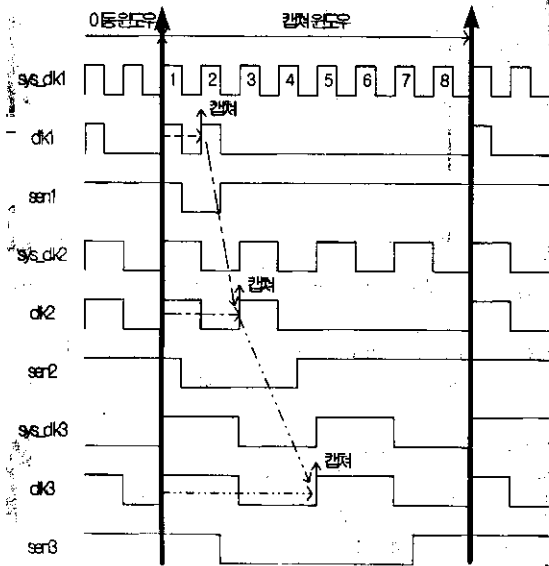 이동윈도우 캡쳐윈도우
sys_clk1 1 2 3 4 5 6 7 8
캡쳐
clk1
sen1
sys_clk2
캡쳐
clk2
sen2
sys_clk3
캡쳐
clk3
sen3